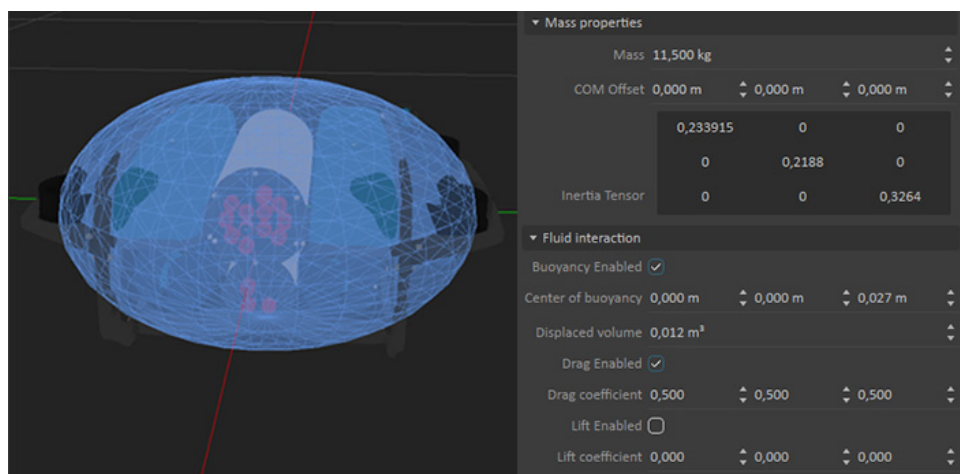 Mass properties
Mass 11,500 kg
COM Offset 0,000 m 0,000 m 0,000 m
0,233915 0 0
0 0,2188 0
Inertia Tensor 0 0 0,3264
Fluid interaction
Buoyancy Enabled
Center of buoyancy 0,000 m 0,000 m 0,027 m
Displaced volume 0,012 m³
Drag Enabled
Drag coefficient 0,500 0,500 0,500
Lift Enabled
Lift coefficient 0,000 0,000 0,000